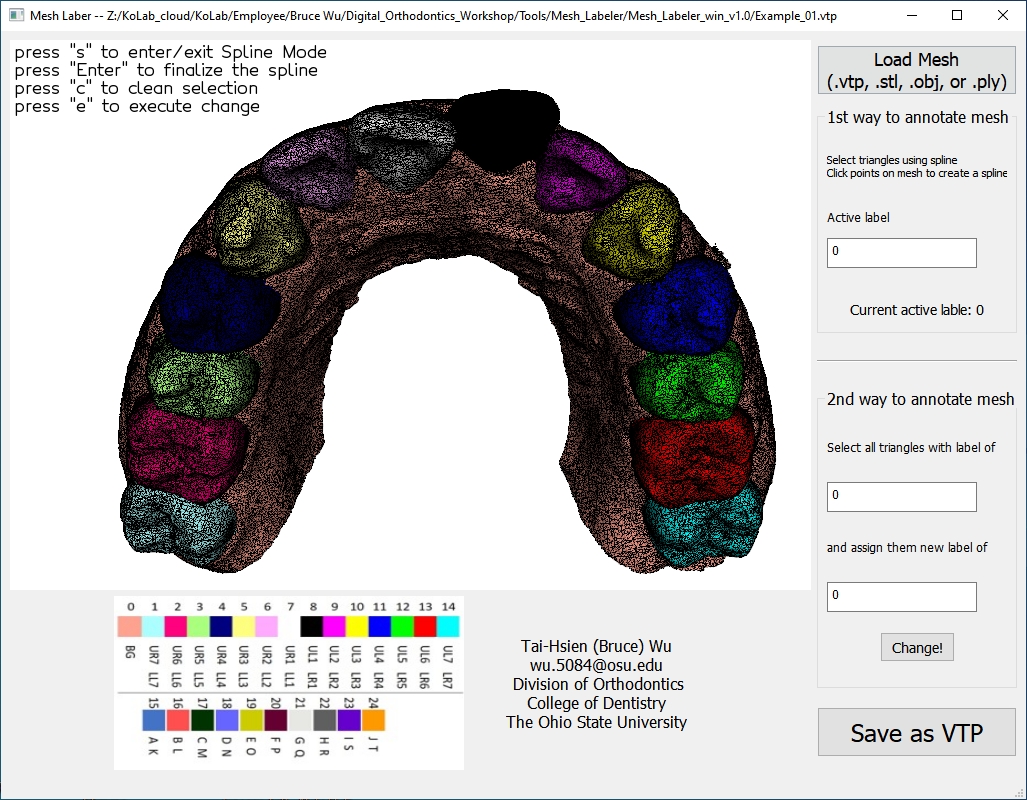 Mesh Laber -- Z:/KoLab_cloud/KoLab/Employee/Bruce Wu/Digital_Orthodontics_Workshop/Tools/Mesh_Labeler/Mesh_Labeler_win_v1.0/Example_01.vtp
press "s" to enter/exit Spline Mode
press "Enter" to finalize the spline
press "c" to clean selection
press "e" to execute change
Load Mesh
(.vtp, .stl, .obj, or .ply)
1st way to annotate mesh
Select triangles using spline
Click points on mesh to create a spline
Active label
0
Current active lable: 0
2nd way to annotate mesh
Select all triangles with label of
0
and assign them new label of
0
Change!
Save as VTP
0 1 2 3 4 5 6 7 8 9 10 11 12 13 14
BG UR7 UR6 UR5 UR4 UR3 UR2 UR1 UL1 UL2 UL3 UL4 UL5 UL6 UL7
LL7 LL6 LL5 LL4 LL3 LL2 LL1 LR1 LR2 LR3 LR4 LR5 LR6 LR7
15 16 17 18 19 20 21 22 23 24
A K B L C M D N E O F P G Q H R I S J T
Tai-Hsien (Bruce) Wu
wu.5084@osu.edu
Division of Orthodontics
College of Dentistry
The Ohio State University